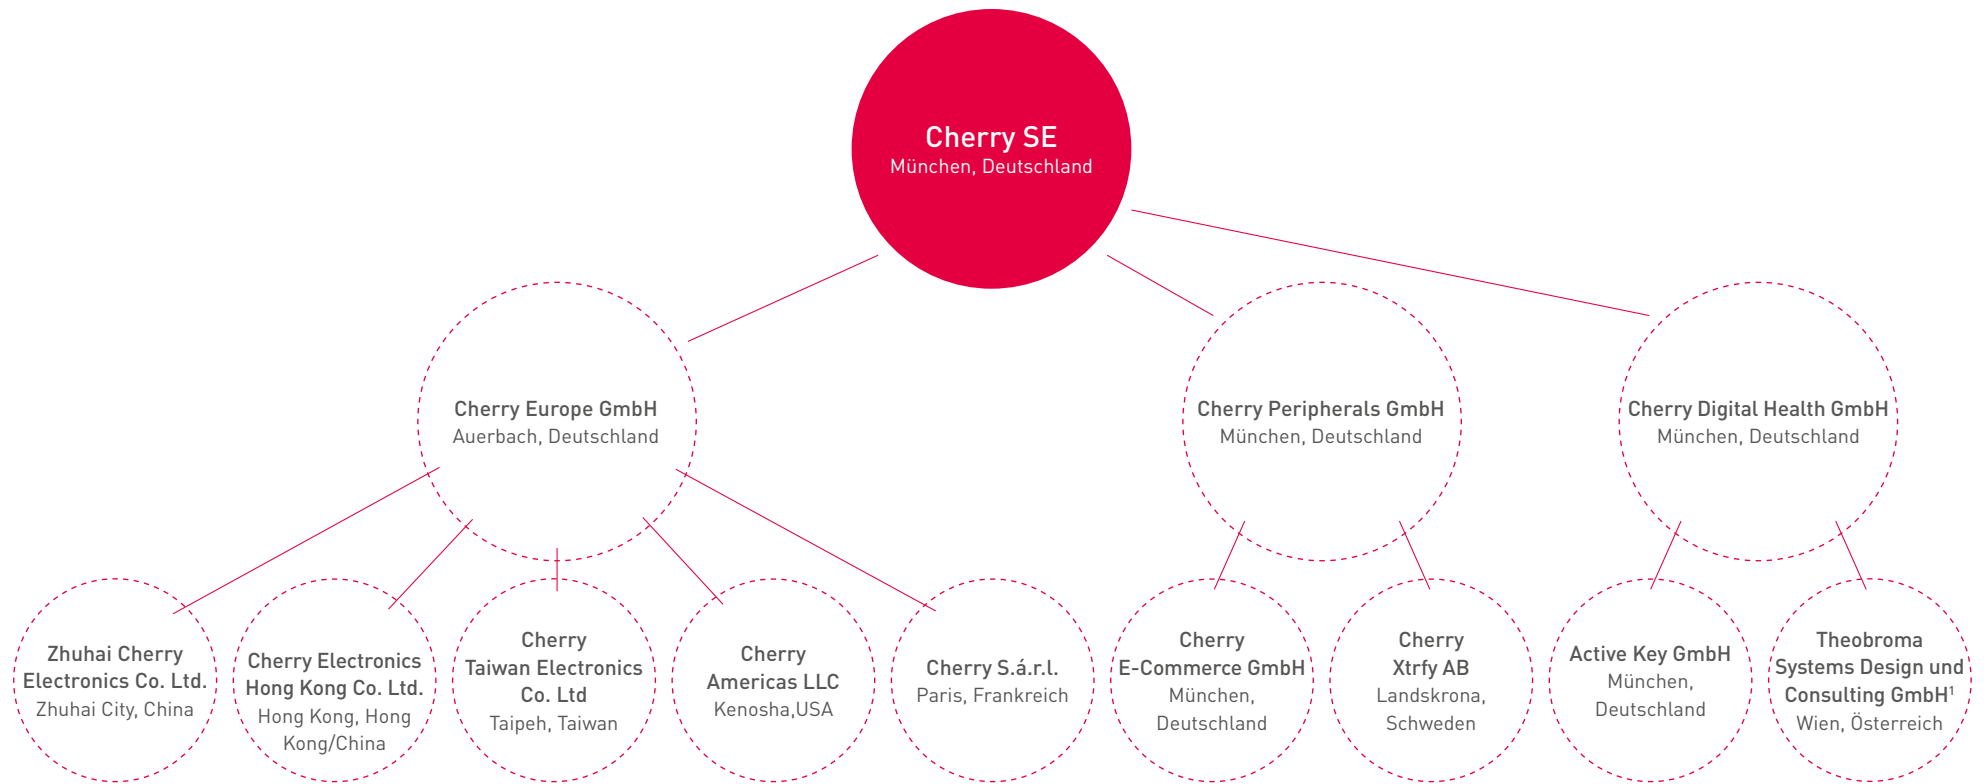 Cherry SE
München, Deutschland
Cherry Europe GmbH
Auerbach, Deutschland
Cherry Peripherals GmbH
München, Deutschland
Cherry Digital Health GmbH
München, Deutschland
Zhuhai Cherry
Electronics Co. Ltd.
Zhuhai City, China
Cherry Electronics
Hong Kong Co. Ltd.
Hong Kong, Hong
Kong/China
Cherry
Taiwan Electronics
Co. Ltd
Taipeh, Taiwan
Cherry
Americas LLC
Kenosha,USA
Cherry S.á.r.l.
Paris, Frankreich
Cherry
E-Commerce GmbH
München,
Deutschland
Cherry
Xtrfy AB
Landskrona,
Schweden
Active Key GmbH
München,
Deutschland
Theobroma
Systems Design und
Consulting GmbH¹
Wien, Österreich